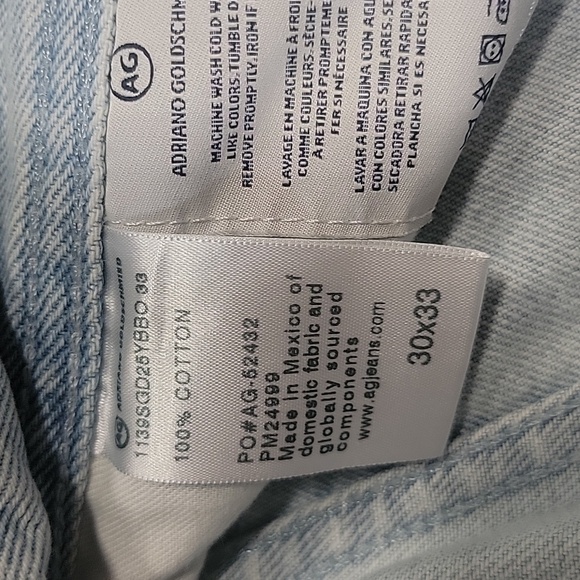 AG
ADRIANO GOLDSCHM
MACHINE WASH COLD W
LIKE COLORS. TUMBLE D
REMOVE PROMPTLY. IRON IF
LAVAGE EN MACHINE À FROI
COMME COULEURS. SÈCHE-
À RETIRER PROMPTEME
FER SI NÉCESSAIRE
LAVAR A MAQUINA CON AGU
CON COLORES SIMILARES. SE
SECADORA RETIRAR RAPIDA
PLANCHA SI ES NECESA
AG ADRIANO GOLDSCHMIED
1139SGD25YBBO 33
100% COTTON
PO#AG-52432
PM24999
Made in Mexico of
domestic fabric and
globally sourced
components
www.agjeans.com
30x33